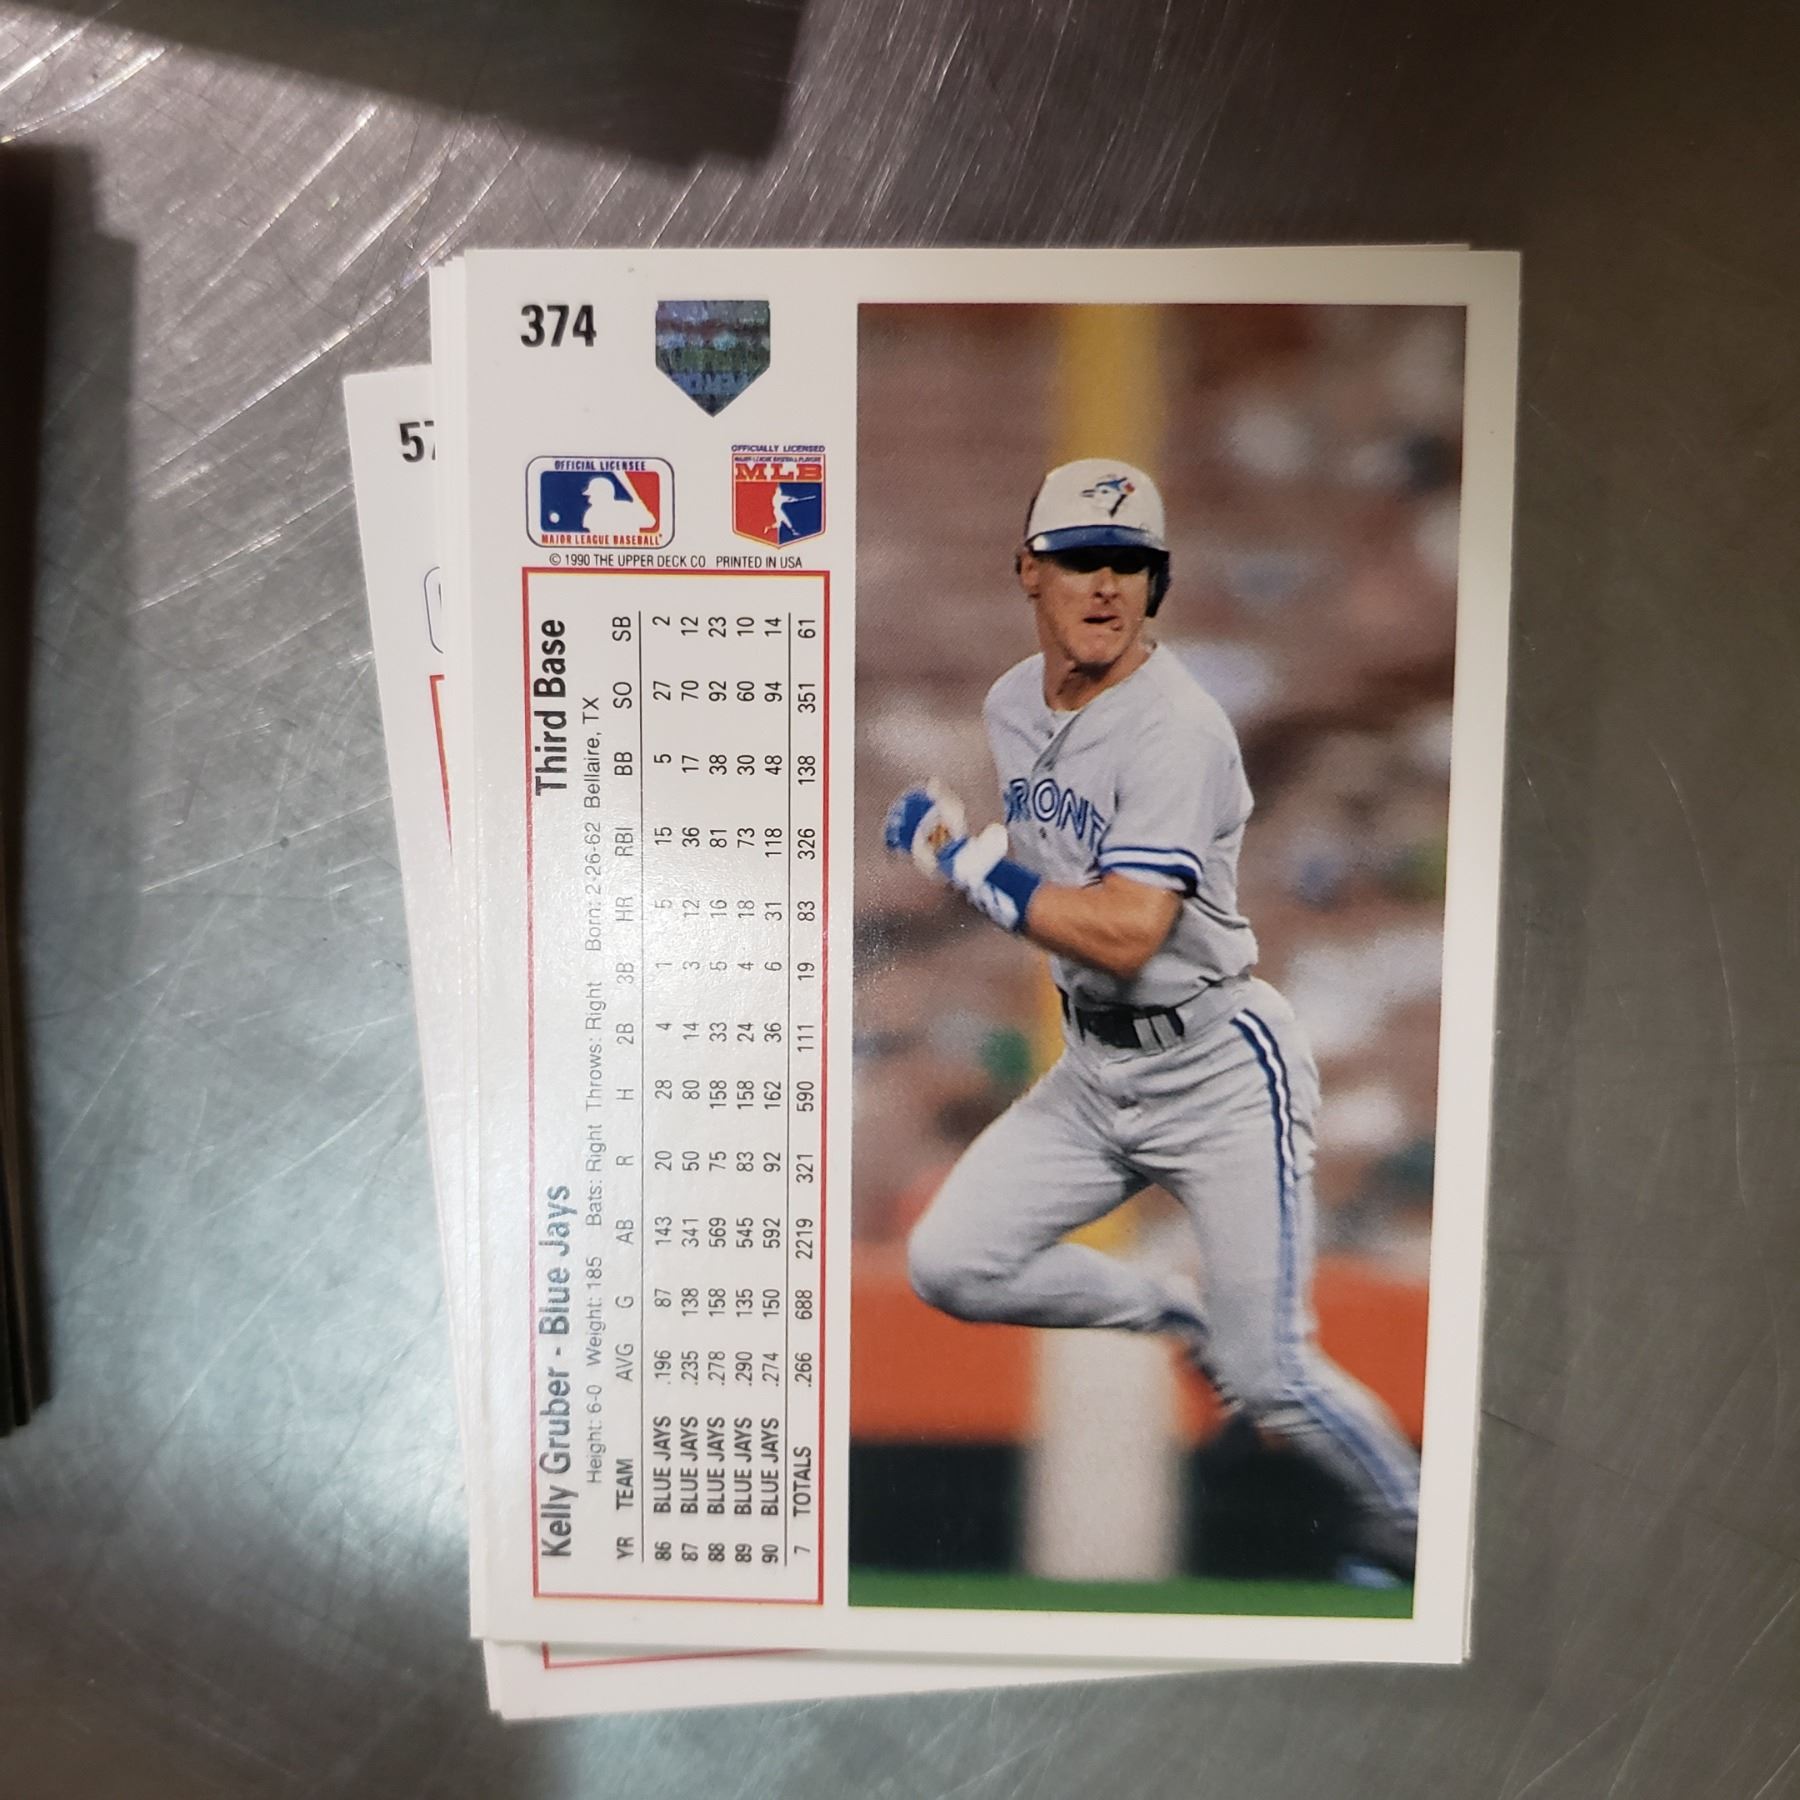 374
OFFICIAL LICENSEE
MAJOR LEAGUE BASEBALL
OFFICIALLY LICENSED
MLB
© 1990 THE UPPER DECK CO PRINTED IN USA
Kelly Gruber - Blue Jays Third Base
Height: 6-0 Weight: 185 Bats: Right Throws: Right Born: 2-26-62 Bellaire, TX
YR TEAM AVG G AB R H 2B 3B HR RBI BB SO SB
86 BLUE JAYS .196 87 143 20 28 4 1 5 15 5 27 2
87 BLUE JAYS .235 138 341 50 80 14 3 12 36 17 70 12
88 BLUE JAYS .278 158 569 75 158 33 5 16 81 38 92 23
89 BLUE JAYS .290 135 545 83 158 24 4 18 73 30 60 10
90 BLUE JAYS .274 150 592 92 162 36 6 31 118 48 94 14
7 TOTALS .266 688 2219 321 590 111 19 83 326 138 351 61
RONT